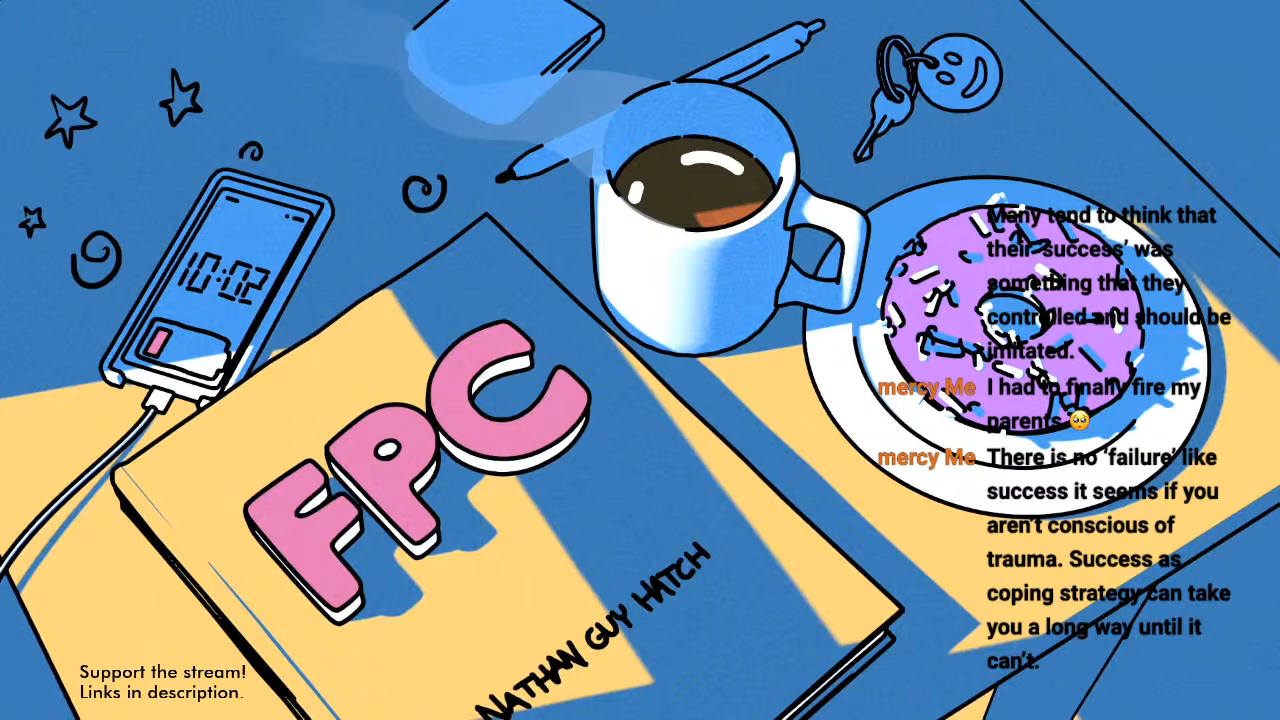 10:02
FPC
NATHAN GUY HATCH
Many tend to think that
their ‘success’ was
something that they
controlled and should be
imitated.
mercy Me I had to finally fire my
parents 🥺
mercy Me There is no ‘failure’ like
success it seems if you
aren’t conscious of
trauma. Success as
coping strategy can take
you a long way until it
can’t.
Support the stream!
Links in description.